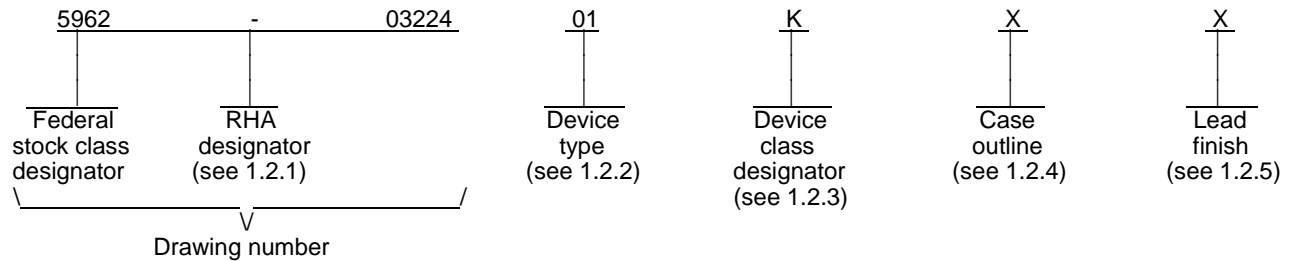 5962 - 03224 01 K X X
Federal stock class designator
RHA designator (see 1.2.1)
Device type (see 1.2.2)
Device class designator (see 1.2.3)
Case outline (see 1.2.4)
Lead finish (see 1.2.5)
Drawing number